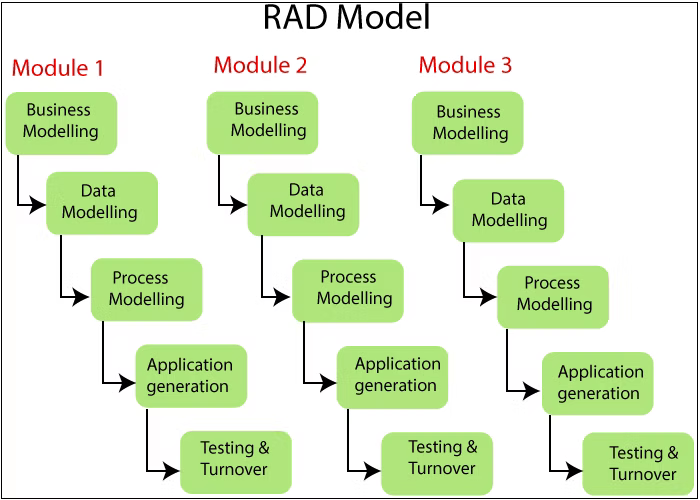 RAD Model
Module 1
Business
Modelling
Data
Modelling
Process
Modelling
Application
generation
Testing &
Turnover
Module 2
Business
Modelling
Data
Modelling
Process
Modelling
Application
generation
Testing &
Turnover
Module 3
Business
Modelling
Data
Modelling
Process
Modelling
Application
generation
Testing &
Turnover